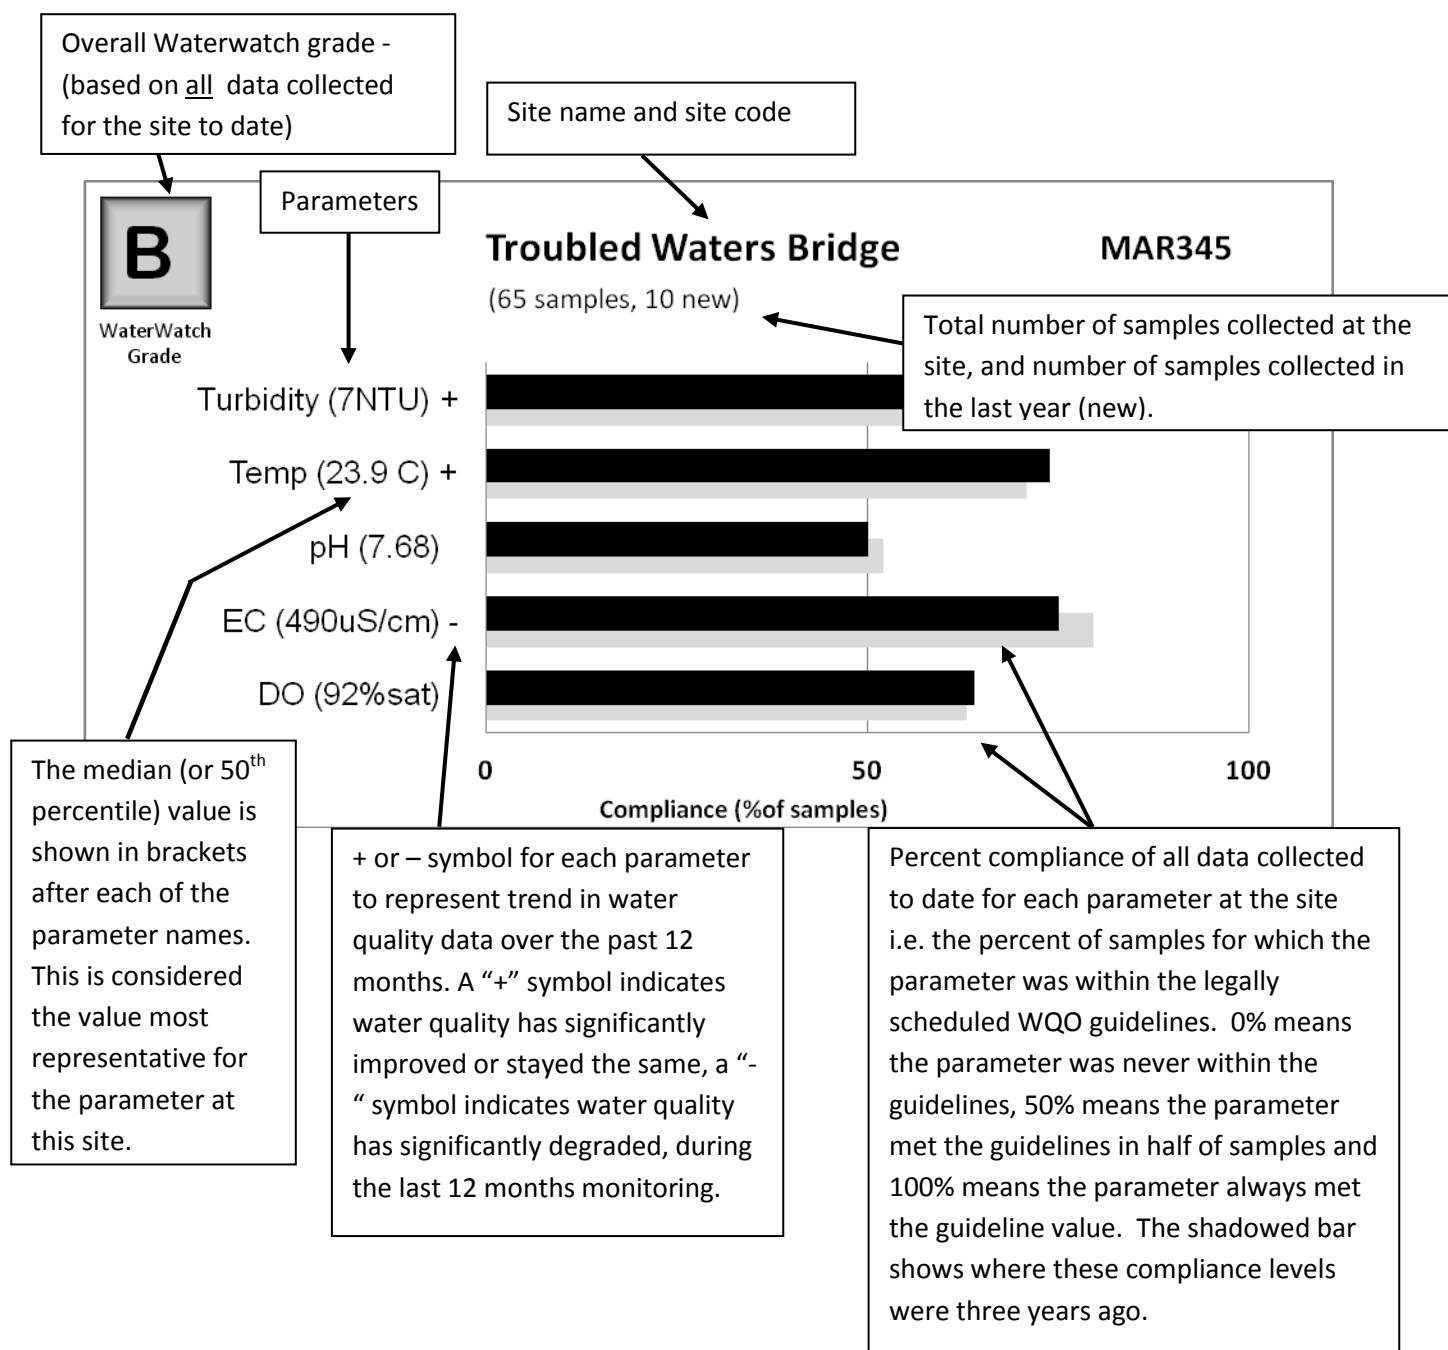 Overall Waterwatch grade -
(based on all data collected
for the site to date)
Site name and site code
Parameters
B
WaterWatch
Grade
Troubled Waters Bridge
MAR345
(65 samples, 10 new)
Total number of samples collected at the
site, and number of samples collected in
the last year (new).
Turbidity (7NTU) +
Temp (23.9 C) +
pH (7.68)
EC (490uS/cm) -
DO (92%sat)
0
50
100
Compliance (%of samples)
The median (or 50th
percentile) value is
shown in brackets
after each of the
parameter names.
This is considered
the value most
representative for
the parameter at
this site.
+ or – symbol for each parameter
to represent trend in water
quality data over the past 12
months. A “+” symbol indicates
water quality has significantly
improved or stayed the same, a “-
“ symbol indicates water quality
has significantly degraded, during
the last 12 months monitoring.
Percent compliance of all data collected
to date for each parameter at the site
i.e. the percent of samples for which the
parameter was within the legally
scheduled WQO guidelines.  0% means
the parameter was never within the
guidelines, 50% means the parameter
met the guidelines in half of samples and
100% means the parameter always met
the guideline value.  The shadowed bar
shows where these compliance levels
were three years ago.